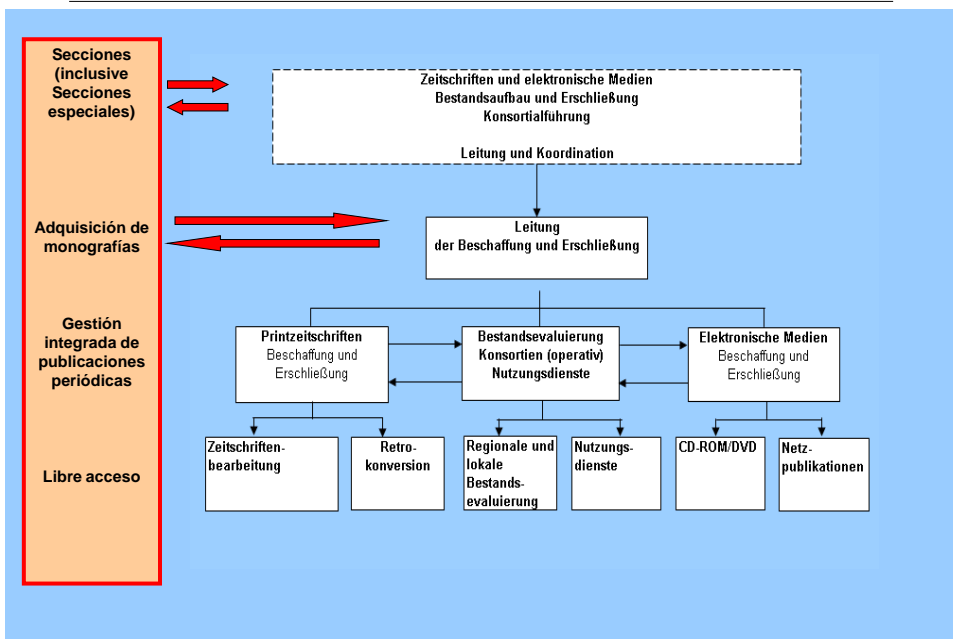 Secciones
(inclusive
Secciones
especiales)
Adquisición de
monografías
Gestión
integrada de
publicaciones
periódicas
Libre acceso
Zeitschriften und elektronische Medien
Bestandsaufbau und Erschließung
Konsortialführung
Leitung und Koordination
Leitung
der Beschaffung und Erschließung
Printzeitschriften
Beschaffung und
Erschließung
Bestandsevaluierung
Konsortien (operativ)
Nutzungsdienste
Elektronische Medien
Beschaffung und
Erschließung
Zeitschriften-
bearbeitung
Retro-
konversion
Regionale und
lokale
Bestands-
evaluierung
Nutzungs-
dienste
CD-ROM/DVD
Netz-
publikationen